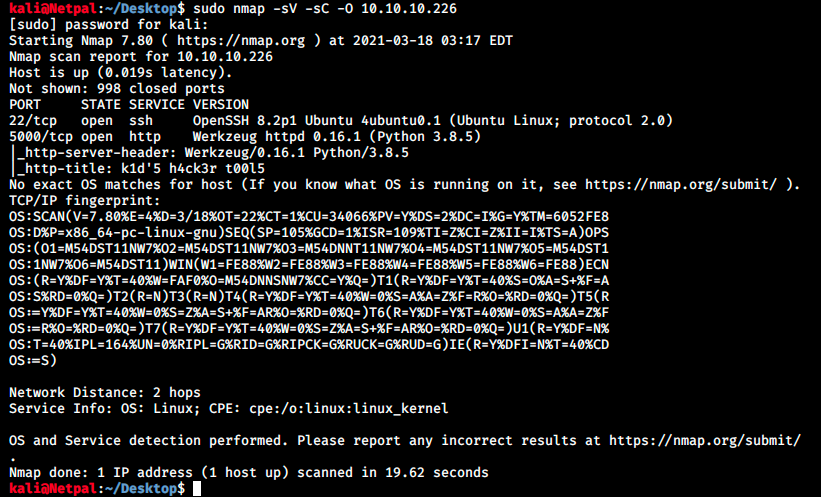 kali@Netpal:~/Desktop$ sudo nmap -sV -sC -O 10.10.10.226
[sudo] password for kali:
Starting Nmap 7.80 ( https://nmap.org ) at 2021-03-18 03:17 EDT
Nmap scan report for 10.10.10.226
Host is up (0.019s latency).
Not shown: 998 closed ports
PORT     STATE SERVICE VERSION
22/tcp   open  ssh     OpenSSH 8.2p1 Ubuntu 4ubuntu0.1 (Ubuntu Linux; protocol 2.0)
5000/tcp open  http    Werkzeug httpd 0.16.1 (Python 3.8.5)
|_http-server-header: Werkzeug/0.16.1 Python/3.8.5
|_http-title: k1d'5 h4ck3r t00l5
No exact OS matches for host (If you know what OS is running on it, see https://nmap.org/submit/ ).
TCP/IP fingerprint:
OS:SCAN(V=7.80%E=4%D=3/18%OT=22%CT=1%CU=34066%PV=Y%DS=2%DC=I%G=Y%TM=6052FE8
OS:D%P=x86_64-pc-linux-gnu)SEQ(SP=105%GCD=1%ISR=109%TI=Z%CI=Z%II=I%TS=A)OPS
OS:(O1=M54DST11NW7%O2=M54DST11NW7%O3=M54DNNT11NW7%O4=M54DST11NW7%O5=M54DST1
OS:1NW7%O6=M54DST11)WIN(W1=FE88%W2=FE88%W3=FE88%W4=FE88%W5=FE88%W6=FE88)ECN
OS:(R=Y%DF=Y%T=40%W=FAF0%O=M54DNNSNW7%CC=Y%Q=)T1(R=Y%DF=Y%T=40%S=O%A=S+%F=A
OS:S%RD=0%Q=)T2(R=N)T3(R=N)T4(R=Y%DF=Y%T=40%W=0%S=A%A=Z%F=R%O=%RD=0%Q=)T5(R
OS:=Y%DF=Y%T=40%W=0%S=Z%A=S+%F=AR%O=%RD=0%Q=)T6(R=Y%DF=Y%T=40%W=0%S=A%A=Z%F
OS:=R%O=%RD=0%Q=)T7(R=Y%DF=Y%T=40%W=0%S=Z%A=S+%F=AR%O=%RD=0%Q=)U1(R=Y%DF=N%
OS:T=40%IPL=164%UN=0%RIPL=G%RID=G%RIPCK=G%RUCK=G%RUD=G)IE(R=Y%DFI=N%T=40%CD
OS:=S)
Network Distance: 2 hops
Service Info: OS: Linux; CPE: cpe:/o:linux:linux_kernel
OS and Service detection performed. Please report any incorrect results at https://nmap.org/submit/
.
Nmap done: 1 IP address (1 host up) scanned in 19.62 seconds
kali@Netpal:~/Desktop$